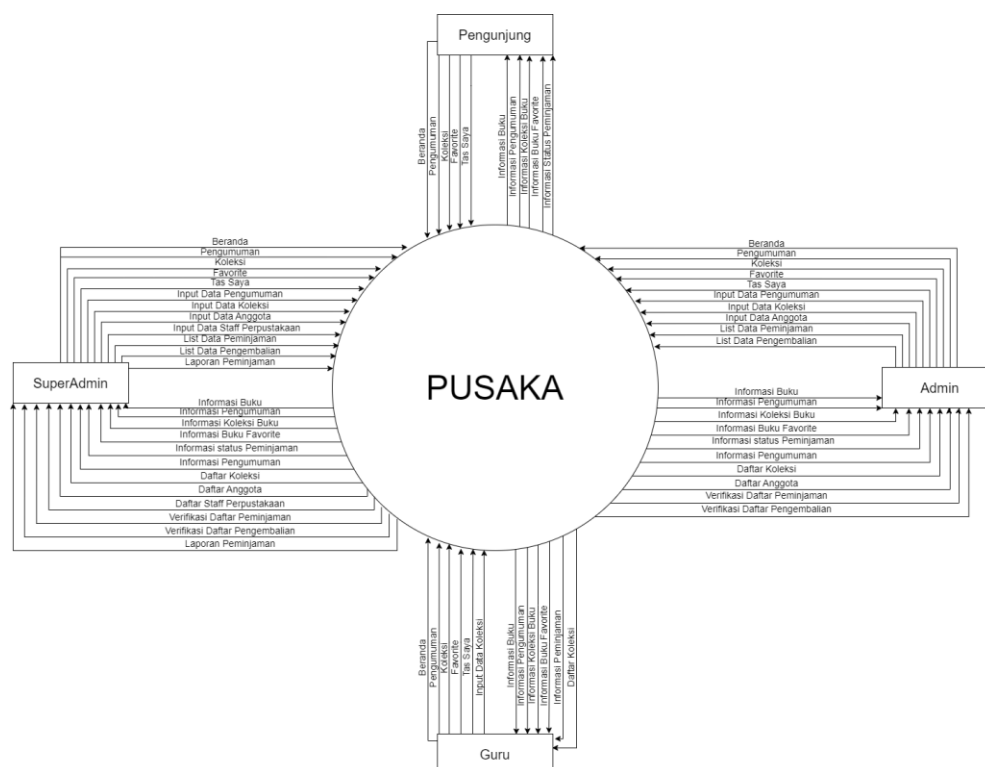 Pengunjung
Beranda
Pengumuman
Koleksi
Favorite
Tas Saya
Informasi Buku
Informasi Pengumuman
Informasi Koleksi Buku
Informasi Buku Favorite
Informasi Status Peminjaman
Beranda
Pengumuman
Koleksi
Favorite
Tas Saya
Input Data Pengumuman
Input Data Koleksi
Input Data Anggota
Input Data Staff Perpustakaan
List Data Peminjaman
List Data Pengembalian
Laporan Peminjaman
SuperAdmin
Informasi Buku
Informasi Pengumuman
Informasi Koleksi Buku
Informasi Buku Favorite
Informasi status Peminjaman
Informasi Pengumuman
Daftar Koleksi
Daftar Anggota
Daftar Staff Perpustakaan
Verifikasi Daftar Peminjaman
Verifikasi Daftar Pengembalian
Laporan Peminjaman
PUSAKA
Beranda
Pengumuman
Koleksi
Favorite
Tas Saya
Input Data Pengumuman
Input Data Koleksi
Input Data Anggota
List Data Peminjaman
List Data Pengembalian
Admin
Informasi Buku
Informasi Pengumuman
Informasi Koleksi Buku
Informasi Buku Favorite
Informasi status Peminjaman
Informasi Pengumuman
Daftar Koleksi
Daftar Anggota
Verifikasi Daftar Peminjaman
Verifikasi Daftar Pengembalian
Beranda
Pengumuman
Koleksi
Favorite
Tas Saya
Input Data Koleksi
Informasi Buku
Informasi Pengumuman
Informasi Koleksi Buku
Informasi Buku Favorite
Informasi Peminjaman
Daftar Koleksi
Guru